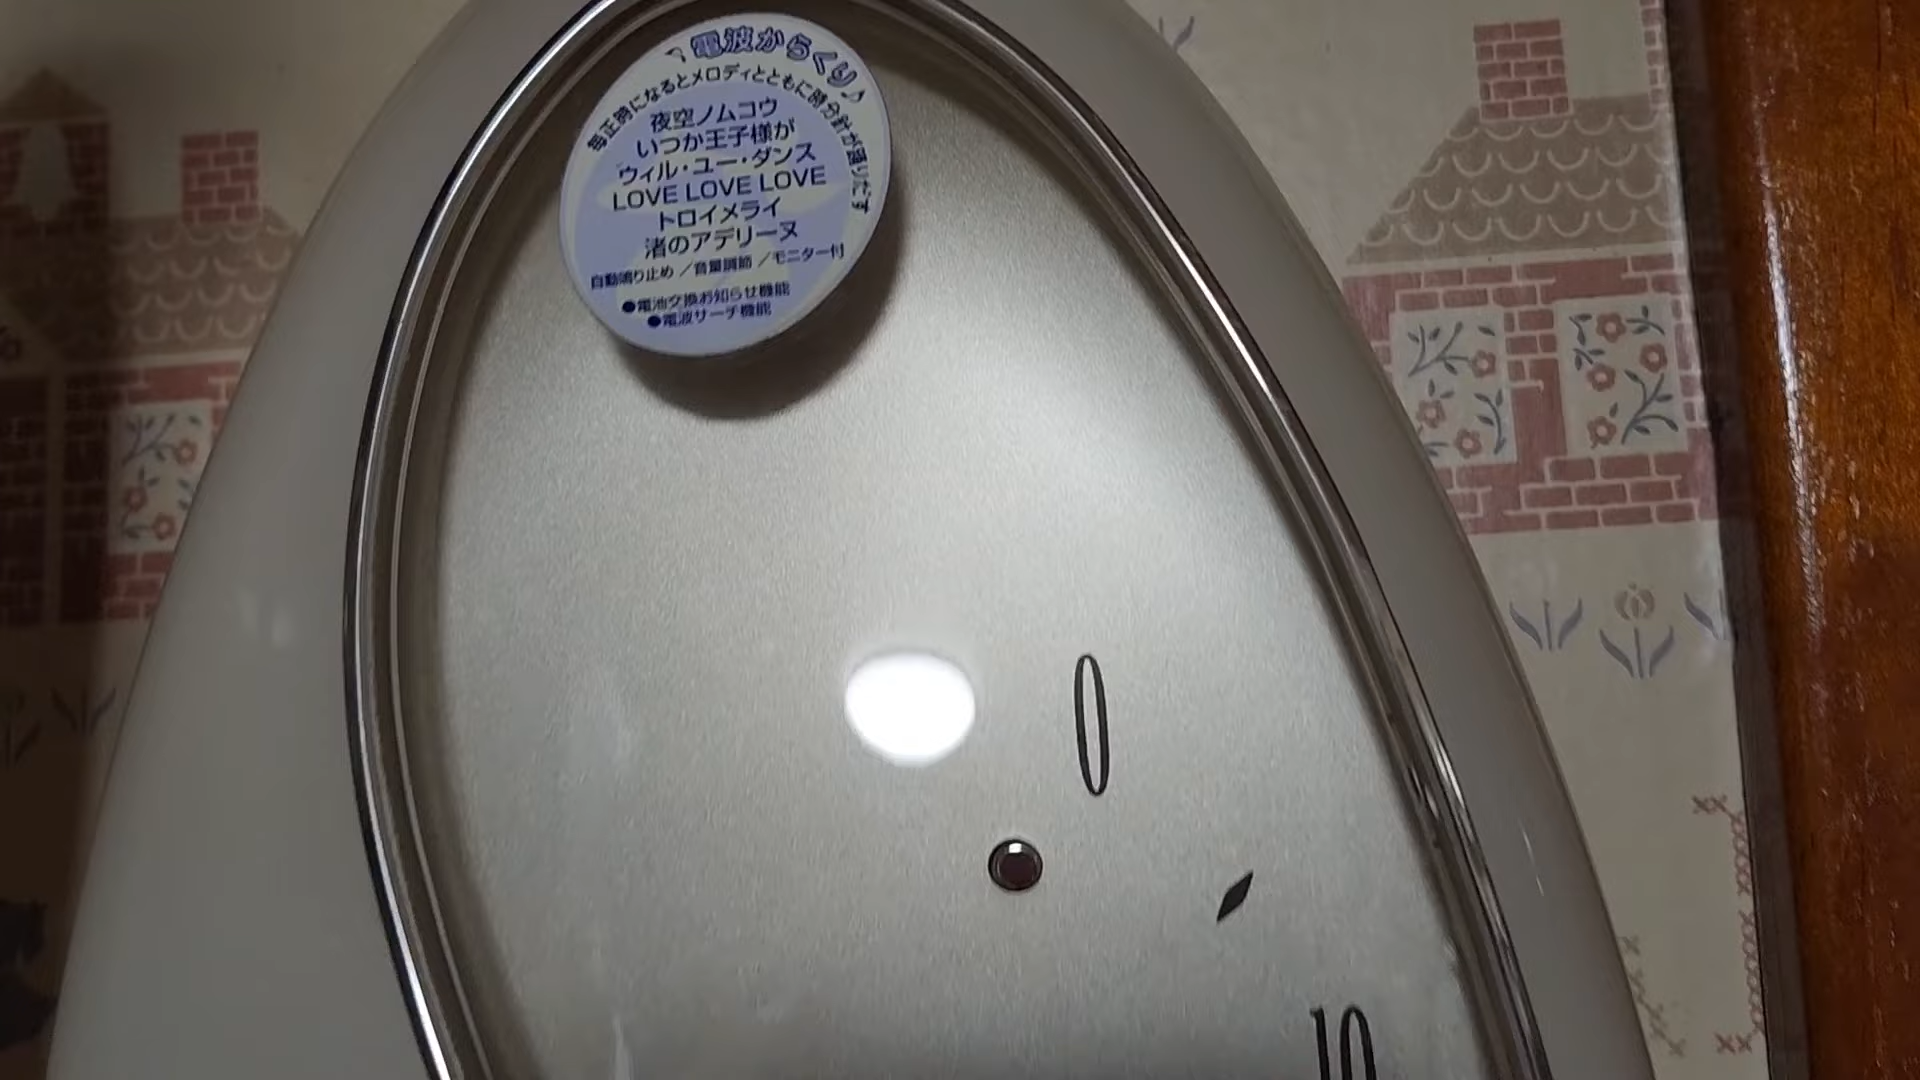 電波からくり♪
毎正時になるとメロディとともに時分針が踊りだす
夜空ノムコウ
いつか王子様が
ウィル・ユー・ダンス
LOVE LOVE LOVE
トロイメライ
渚のアデリーヌ
自動鳴り止め／音量調節／モニター付
●電池交換お知らせ機能
●電波サーチ機能
0
10